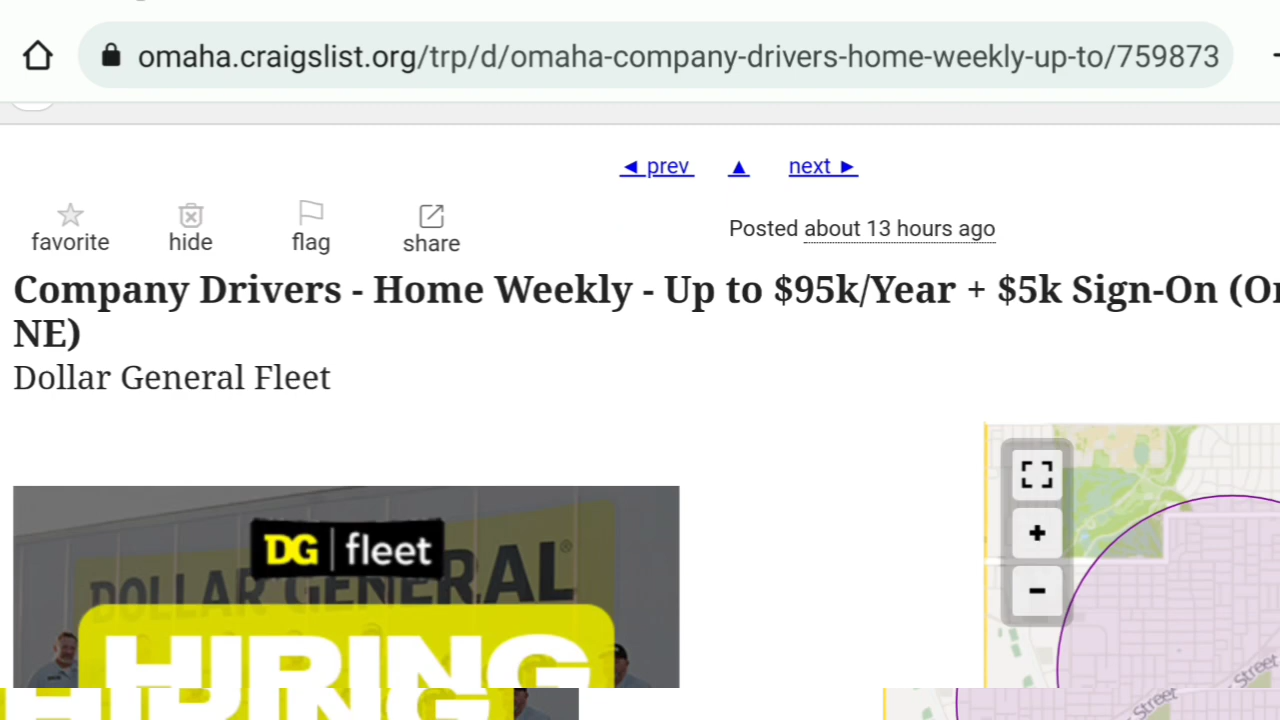 omaha.craigslist.org/trp/d/omaha-company-drivers-home-weekly-up-to/759873
◄ prev ▲ next ►
favorite hide flag share Posted about 13 hours ago
Company Drivers - Home Weekly - Up to $95k/Year + $5k Sign-On
NE)
Dollar General Fleet
DG fleet
DOLLAR GENERAL®
HIRING
Street Street
HIRING